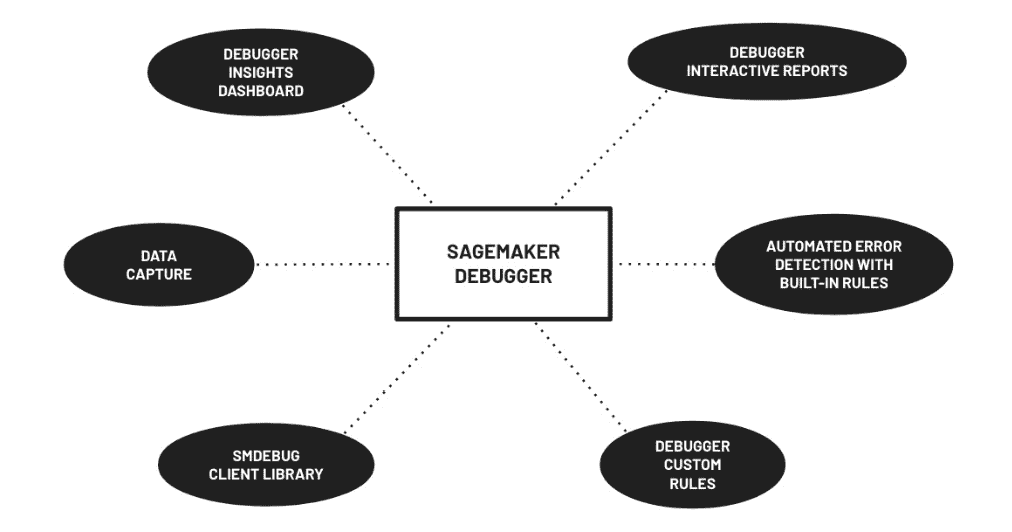 DEBUGGER
INSIGHTS
DASHBOARD
DEBUGGER
INTERACTIVE REPORTS
DATA
CAPTURE
SAGEMAKER
DEBUGGER
AUTOMATED ERROR
DETECTION WITH
BUILT-IN RULES
SMDEBUG
CLIENT LIBRARY
DEBUGGER
CUSTOM
RULES